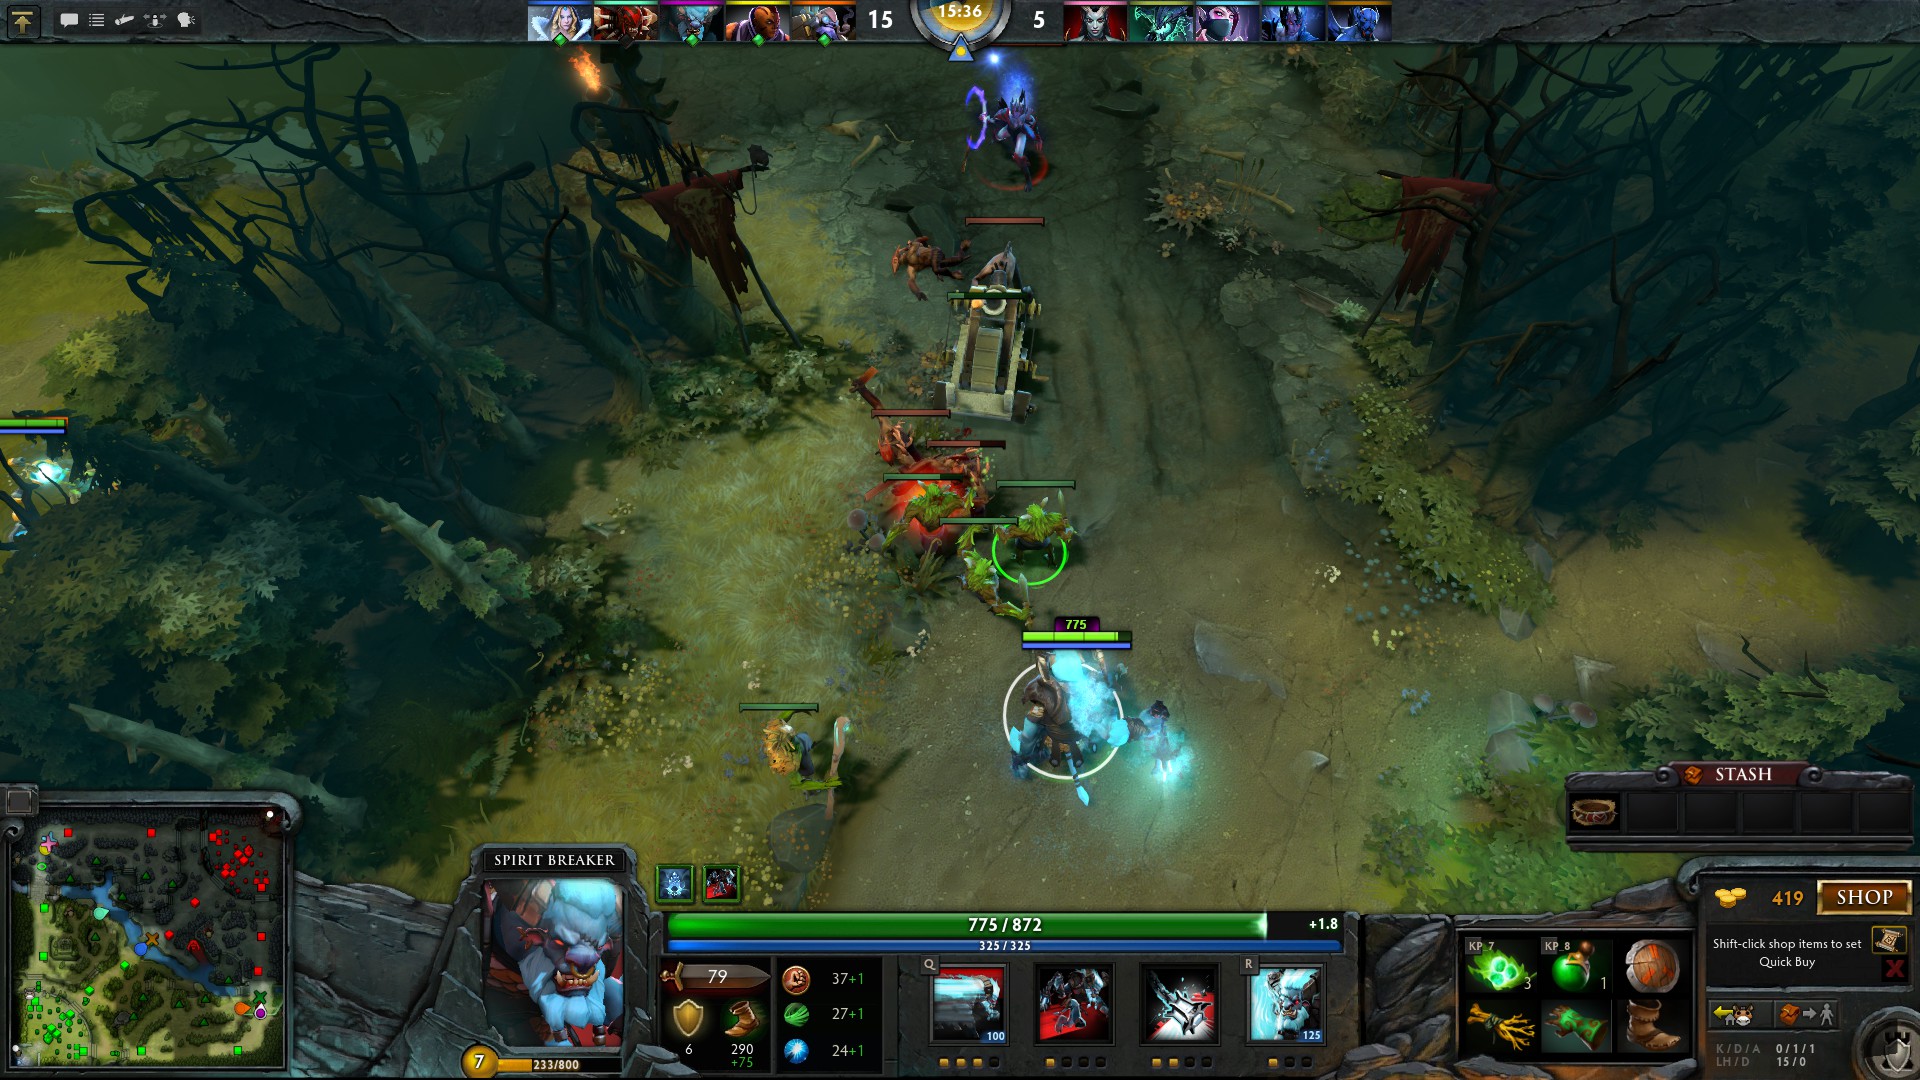 15
15:36
5
775
STASH
SPIRIT BREAKER
775 / 872
+1.8
325 / 325
79
6
290
+75
37+1
27+1
24+1
Q
100
R
125
7
233/800
KP_7
3
KP_8
1
419
SHOP
Shift-click shop items to set
Quick Buy
K/D/A 0/1/1
LH/D 15/0